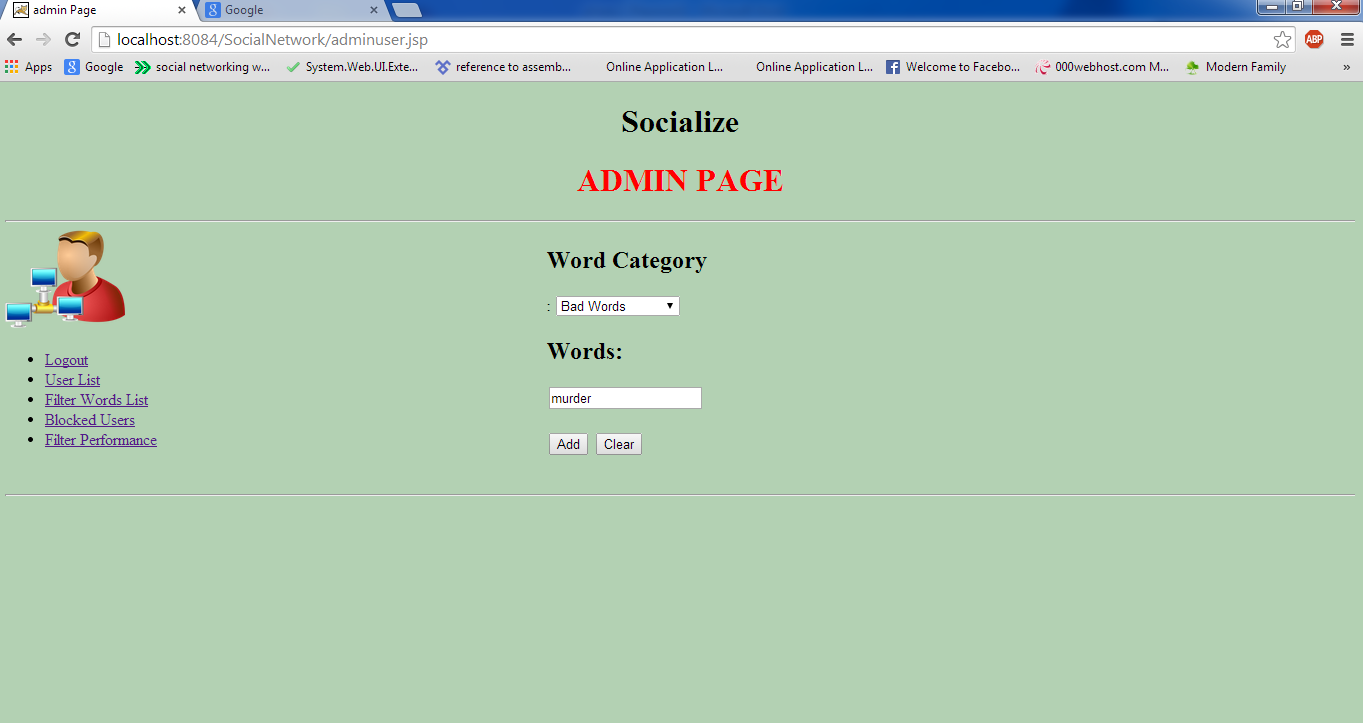 admin Page
Google
localhost:8084/SocialNetwork/adminuser.jsp
ABP
Apps Google social networking w... System.Web.UI.Exte... reference to assemb... Online Application L... Online Application L... Welcome to Facebo... 000webhost.com M... Modern Family »
Socialize
ADMIN PAGE
Word Category
: Bad Words
Words:
murder
Add Clear
Logout
User List
Filter Words List
Blocked Users
Filter Performance